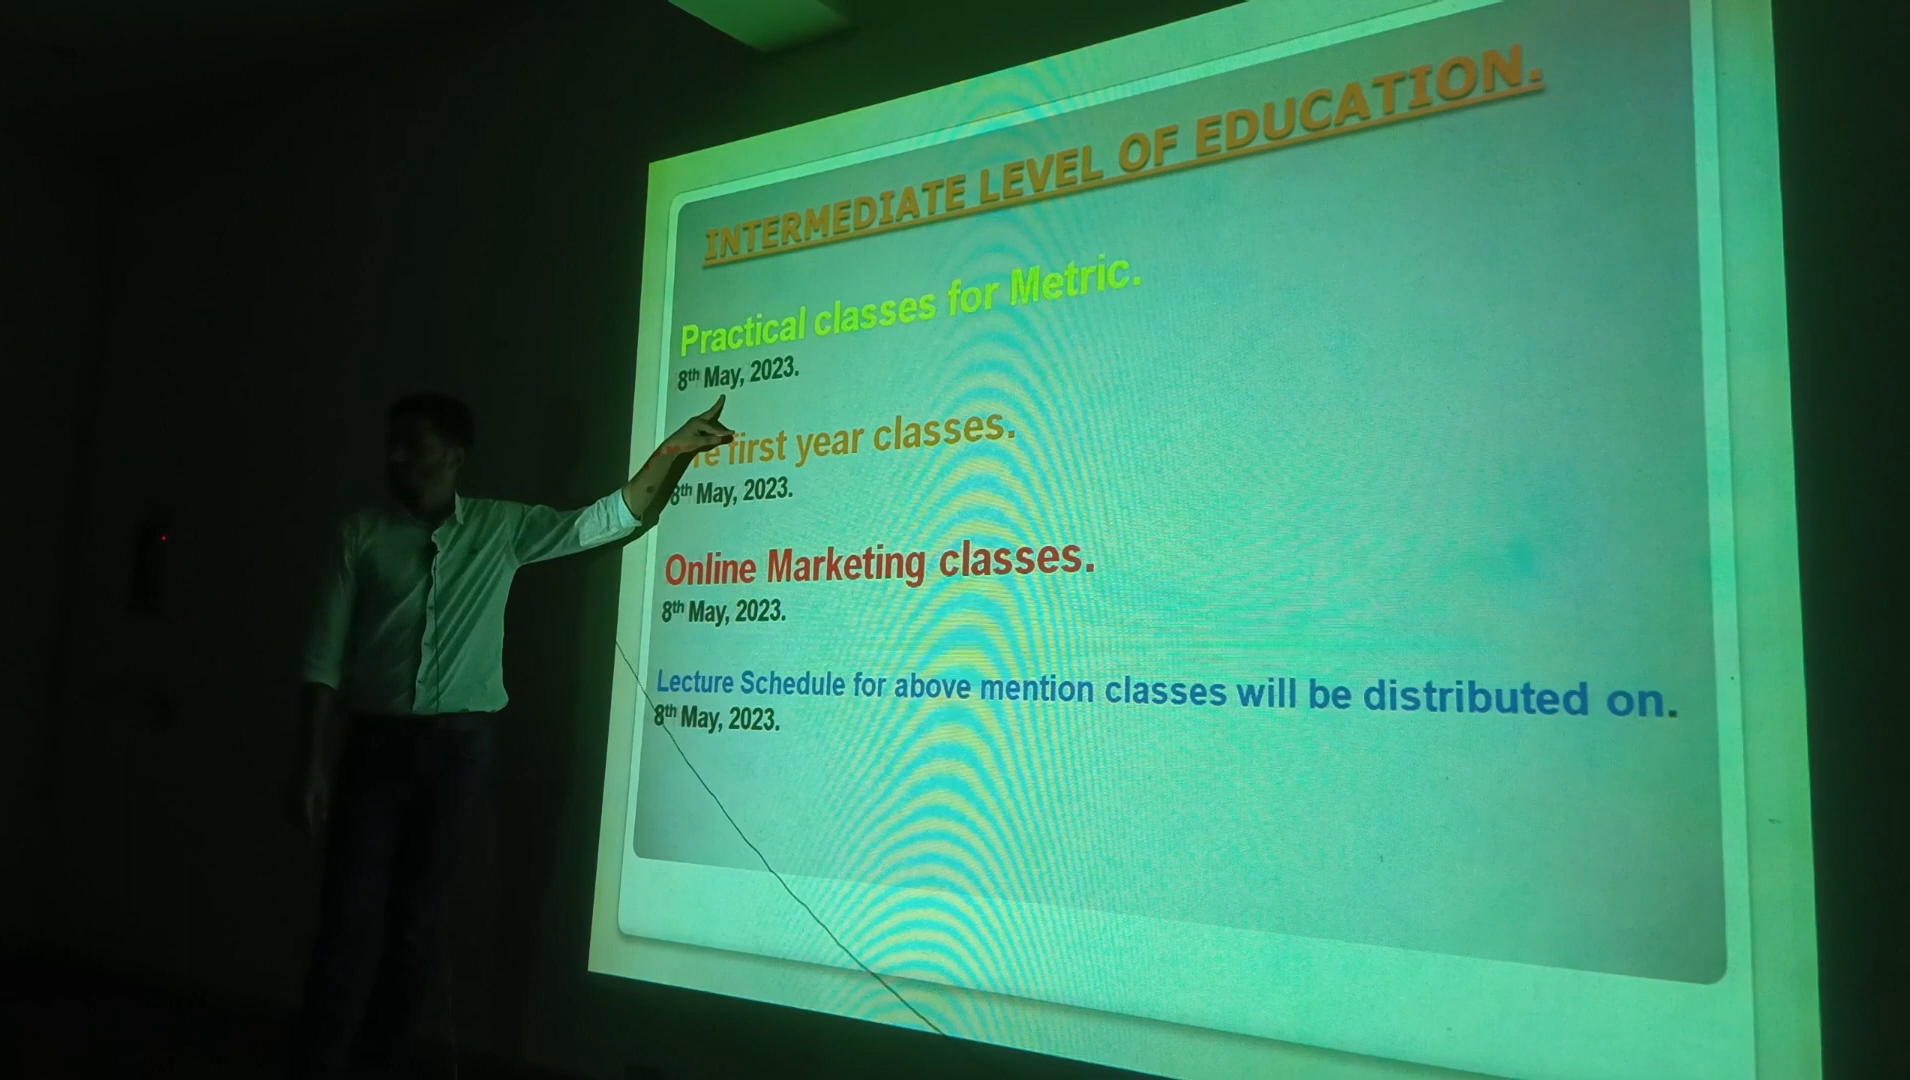 INTERMEDIATE LEVEL OF EDUCATION.
Practical classes for Metric.
8th May, 2023.
first year classes.
8th May, 2023.
Online Marketing classes.
8th May, 2023.
Lecture Schedule for above mention classes will be distributed on.
8th May, 2023.